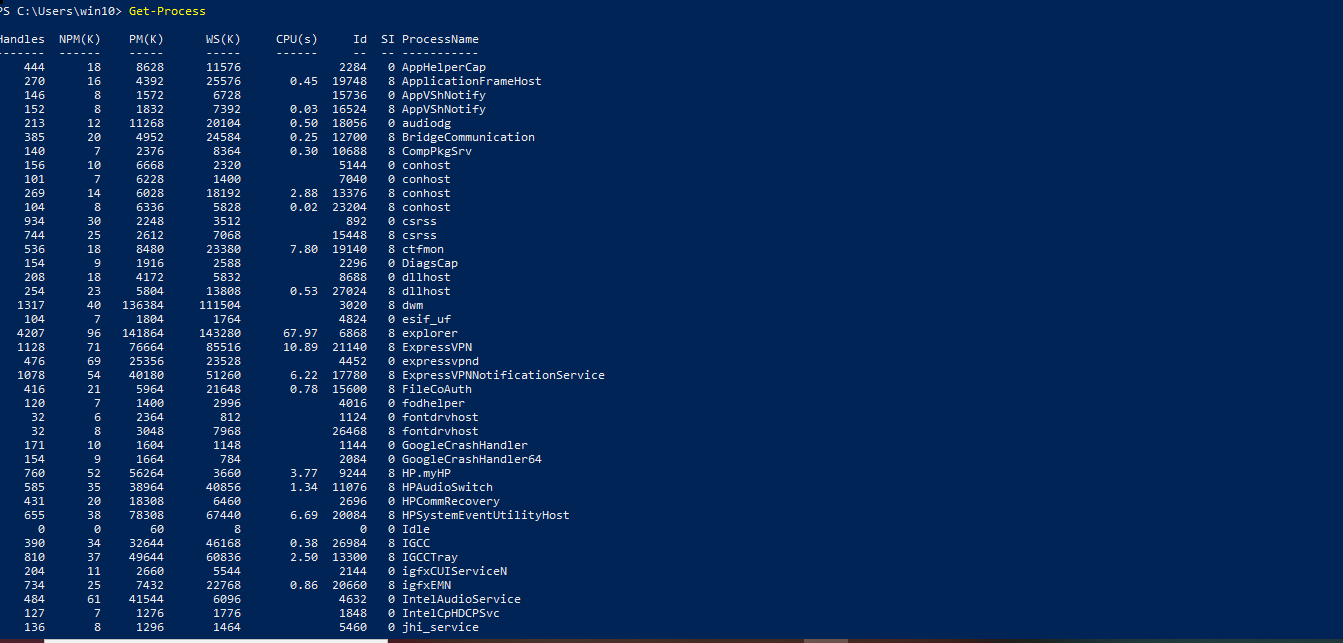 PS C:\Users\win10> Get-Process
Handles NPM(K) PM(K) WS(K) CPU(s) Id SI ProcessName
------- ------ ----- ----- ------ -- -- -----------
444 18 8628 11576 2284 0 AppHelperCap
270 16 4392 25576 0.45 19748 8 ApplicationFrameHost
146 8 1572 6728 15736 0 AppVShNotify
152 8 1832 7392 0.03 16524 8 AppVShNotify
213 12 11268 20104 0.50 18056 0 audiodg
385 20 4952 24584 0.25 12700 8 BridgeCommunication
140 7 2376 8364 0.30 10688 8 CompPkgSrv
156 10 6668 2320 5144 0 conhost
101 7 6228 1400 7040 0 conhost
269 14 6028 18192 2.88 13376 8 conhost
104 8 6336 5828 0.02 23204 8 conhost
934 30 2248 3512 892 0 csrss
744 25 2612 7068 15448 8 csrss
536 18 8480 23380 7.80 19140 8 ctfmon
154 9 1916 2588 2296 0 DiagsCap
208 18 4172 5832 8688 0 dllhost
254 23 5804 13808 0.53 27024 8 dllhost
1317 40 136384 111504 3020 8 dwm
104 7 1804 1764 4824 0 esif_uf
4207 96 141864 143280 67.97 6868 8 explorer
1128 71 76664 85516 10.89 21140 8 ExpressVPN
476 69 25356 23528 4452 0 expressvpnd
1078 54 40180 51260 6.22 17780 8 ExpressVPNNotificationService
416 21 5964 21648 0.78 15600 8 FileCoAuth
120 7 1400 2996 4016 0 fodhelper
32 6 2364 812 1124 0 fontdrvhost
32 8 3048 7968 26468 8 fontdrvhost
171 10 1604 1148 1144 0 GoogleCrashHandler
154 9 1664 784 2084 0 GoogleCrashHandler64
760 52 56264 3660 3.77 9244 8 HP.myHP
585 35 38964 40856 1.34 11076 8 HPAudioSwitch
431 20 18308 6460 2696 0 HPCommRecovery
655 38 78308 67440 6.69 20084 8 HPSystemEventUtilityHost
0 0 60 8 0 0 Idle
390 34 32644 46168 0.38 26984 8 IGCC
810 37 49644 60836 2.50 13300 8 IGCCTray
204 11 2660 5544 2144 0 igfxCUIServiceN
734 25 7432 22768 0.86 20660 8 igfxEMN
484 61 41544 6096 4632 0 IntelAudioService
127 7 1276 1776 1848 0 IntelCpHDCPSvc
136 8 1296 1464 5460 0 jhi_service